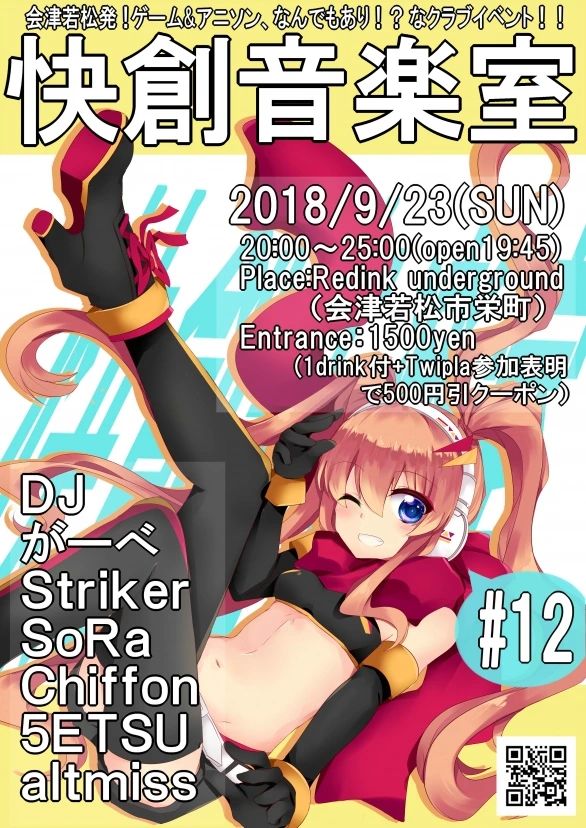 会津若松発！ゲーム&アニソン、なんでもあり！？なクラブイベント！！
快創音楽室
2018/9/23(SUN)
20:00～25:00(open19:45)
Place:Redink underground
（会津若松市栄町）
Entrance：1500yen
（1drink付+Twipla参加表明
で500円引クーポン）
DJ
がーべ
Striker
SoRa
Chiffon
5ETSU
altmiss
#12